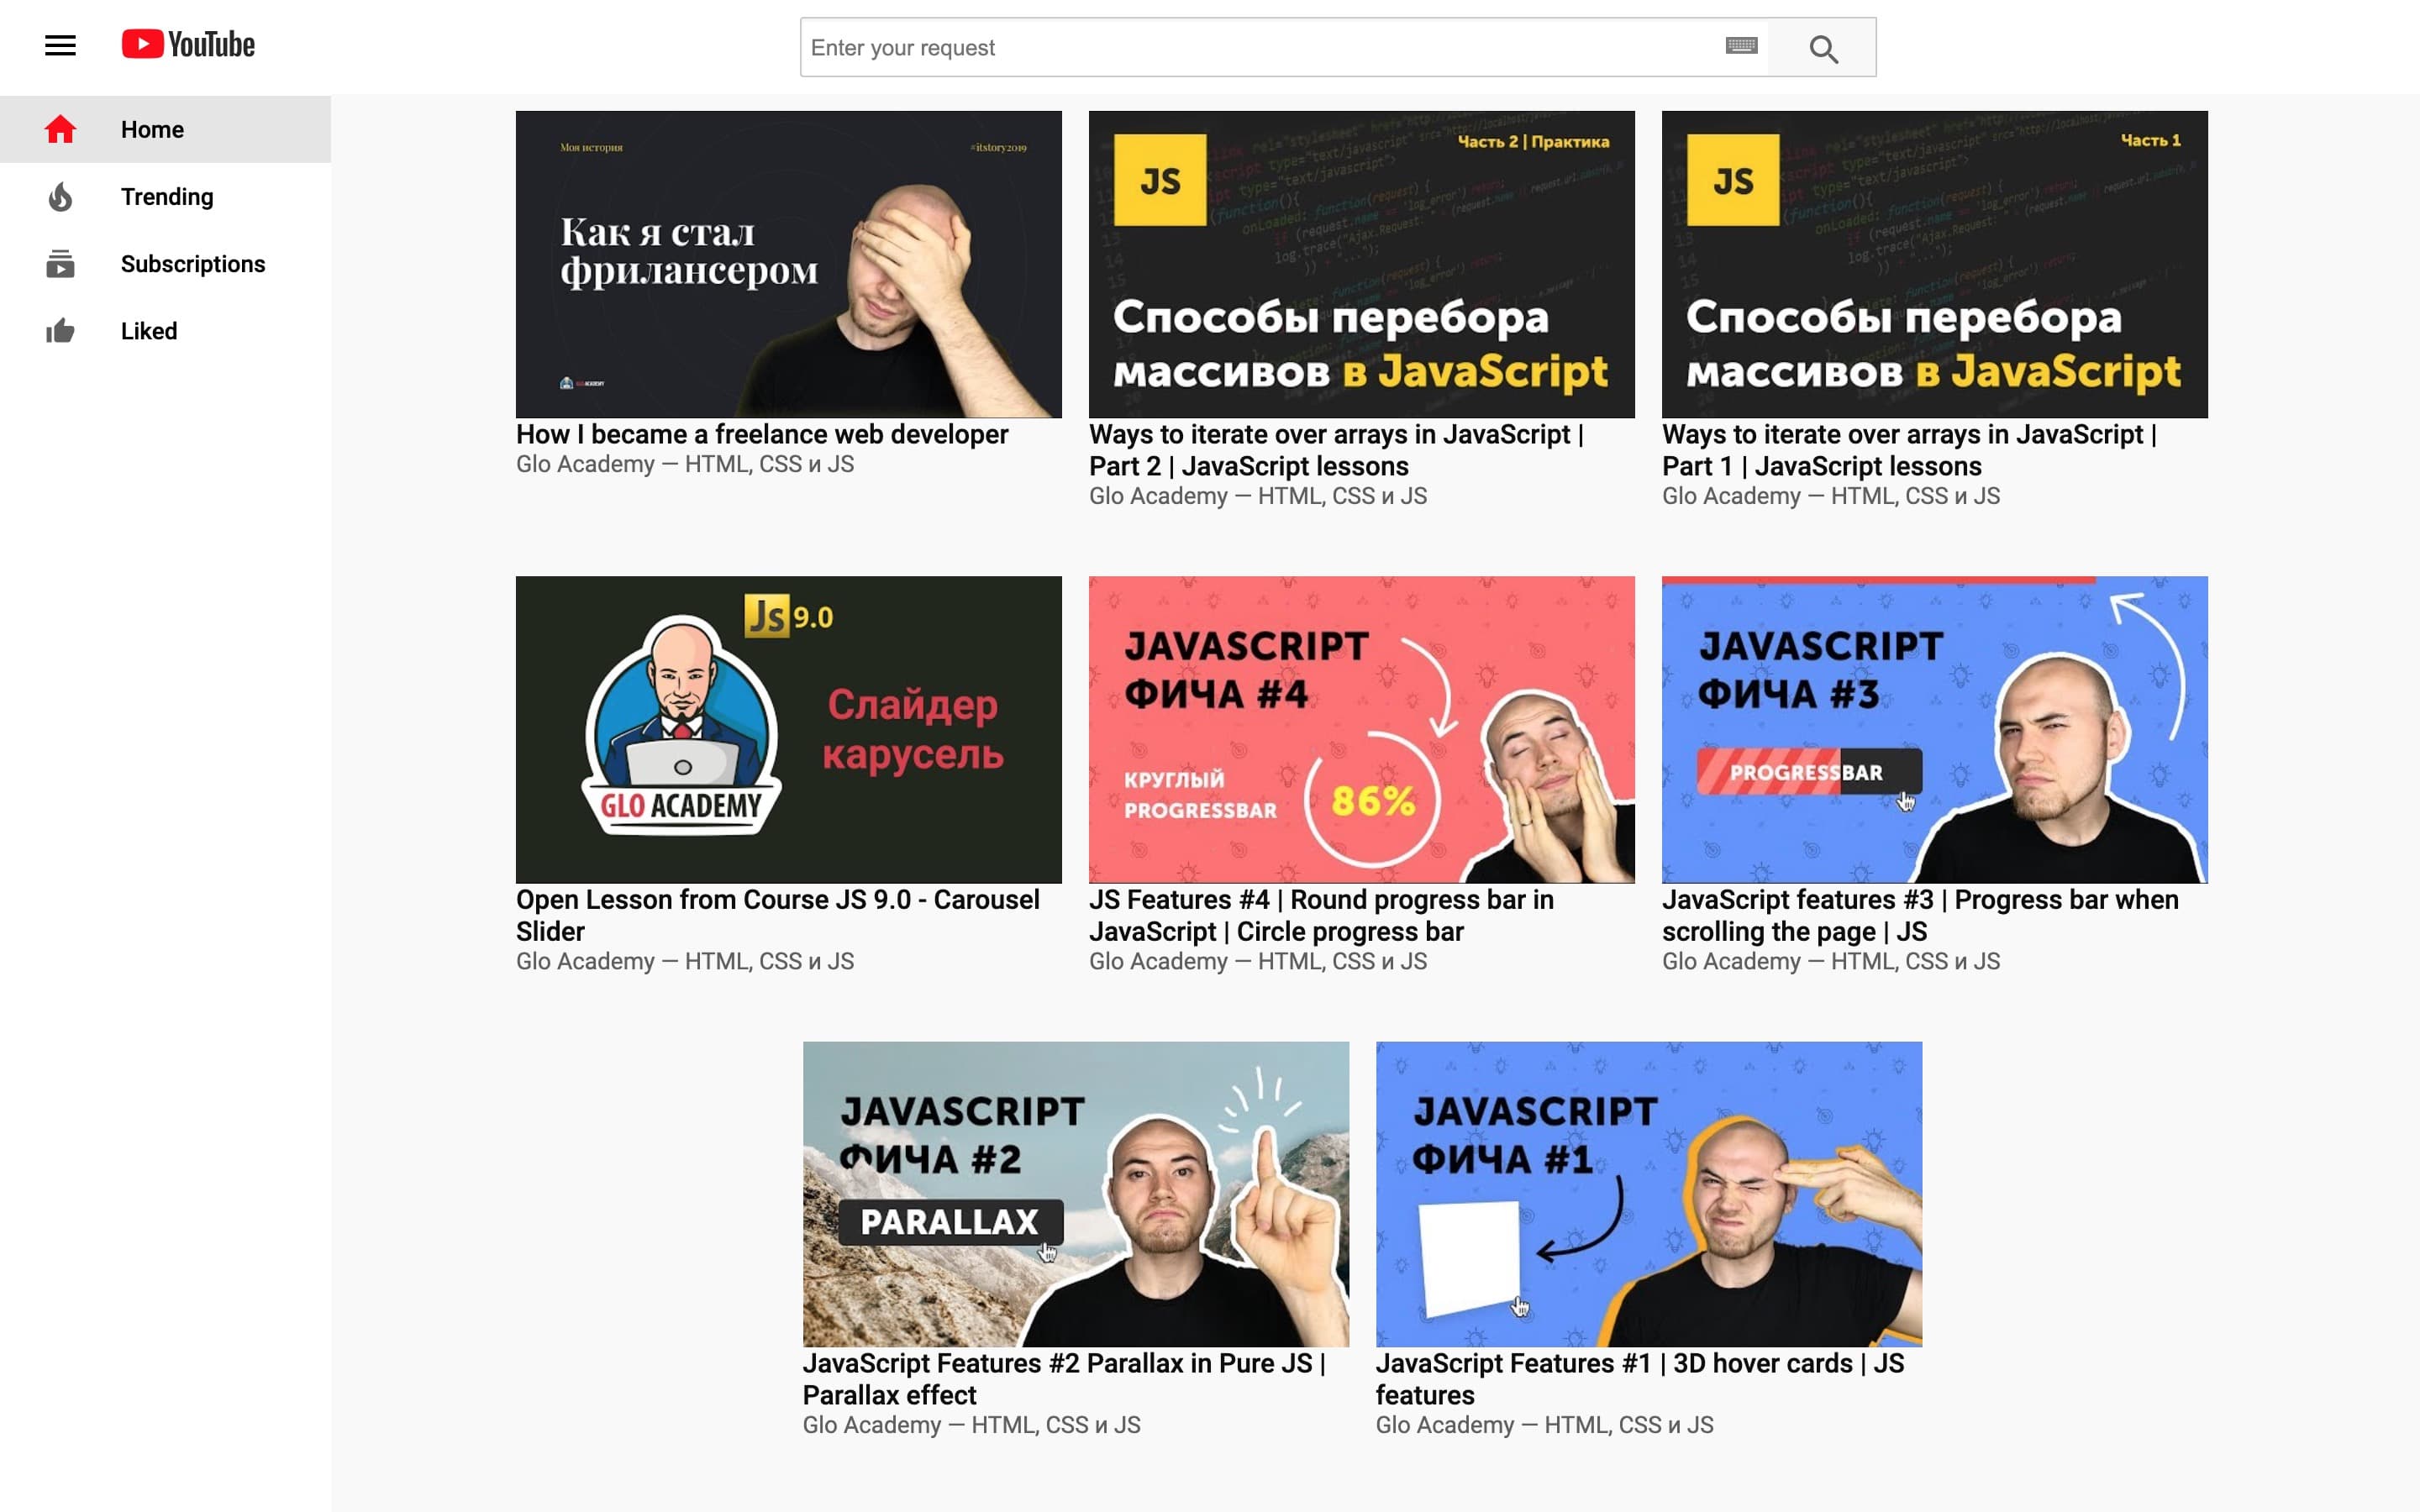 YouTube
Enter your request
Home
Trending
Subscriptions
Liked
Моя история
#itstory2019
Как я стал
фрилансером
GLO ACADEMY
How I became a freelance web developer
Glo Academy — HTML, CSS и JS
JS
Часть 2 | Практика
Способы перебора
массивов в JavaScript
Ways to iterate over arrays in JavaScript |
Part 2 | JavaScript lessons
Glo Academy — HTML, CSS и JS
JS
Часть 1
Способы перебора
массивов в JavaScript
Ways to iterate over arrays in JavaScript |
Part 1 | JavaScript lessons
Glo Academy — HTML, CSS и JS
Js 9.0
Слайдер
карусель
GLO ACADEMY
Open Lesson from Course JS 9.0 - Carousel
Slider
Glo Academy — HTML, CSS и JS
JAVASCRIPT
ФИЧА #4
КРУГЛЫЙ
PROGRESSBAR
86%
JS Features #4 | Round progress bar in
JavaScript | Circle progress bar
Glo Academy — HTML, CSS и JS
JAVASCRIPT
ФИЧА #3
PROGRESSBAR
JavaScript features #3 | Progress bar when
scrolling the page | JS
Glo Academy — HTML, CSS и JS
JAVASCRIPT
ФИЧА #2
PARALLAX
JavaScript Features #2 Parallax in Pure JS |
Parallax effect
Glo Academy — HTML, CSS и JS
JAVASCRIPT
ФИЧА #1
JavaScript Features #1 | 3D hover cards | JS
features
Glo Academy — HTML, CSS и JS